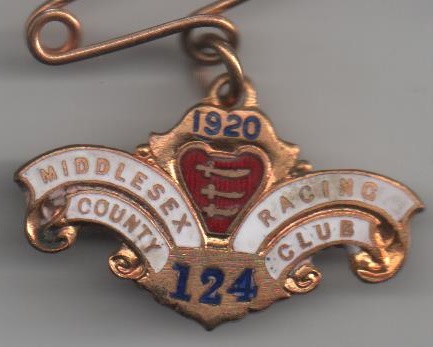 1920
MIDDLESEX
COUNTY
RACING
CLUB
124